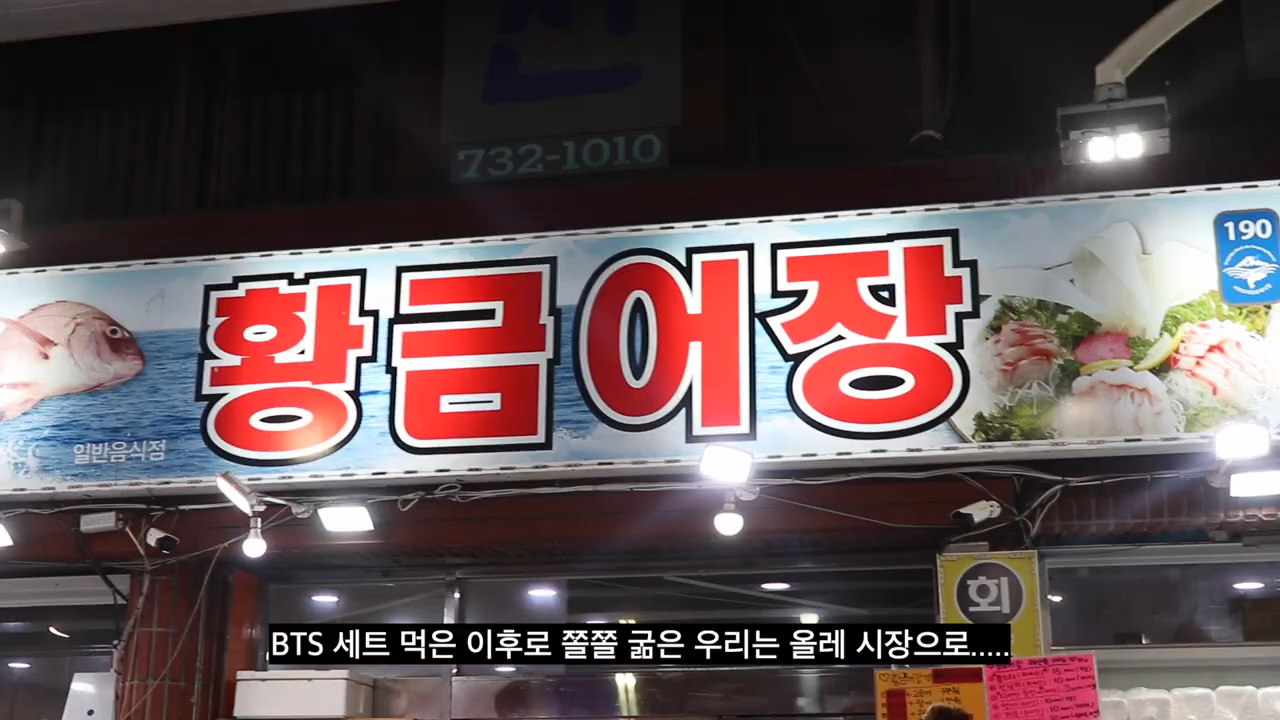 신
732-1010
190
황금어장
일반음식점
회
BTS 세트 먹은 이후로 쫄쫄 굶은 우리는 올레 시장으로.....